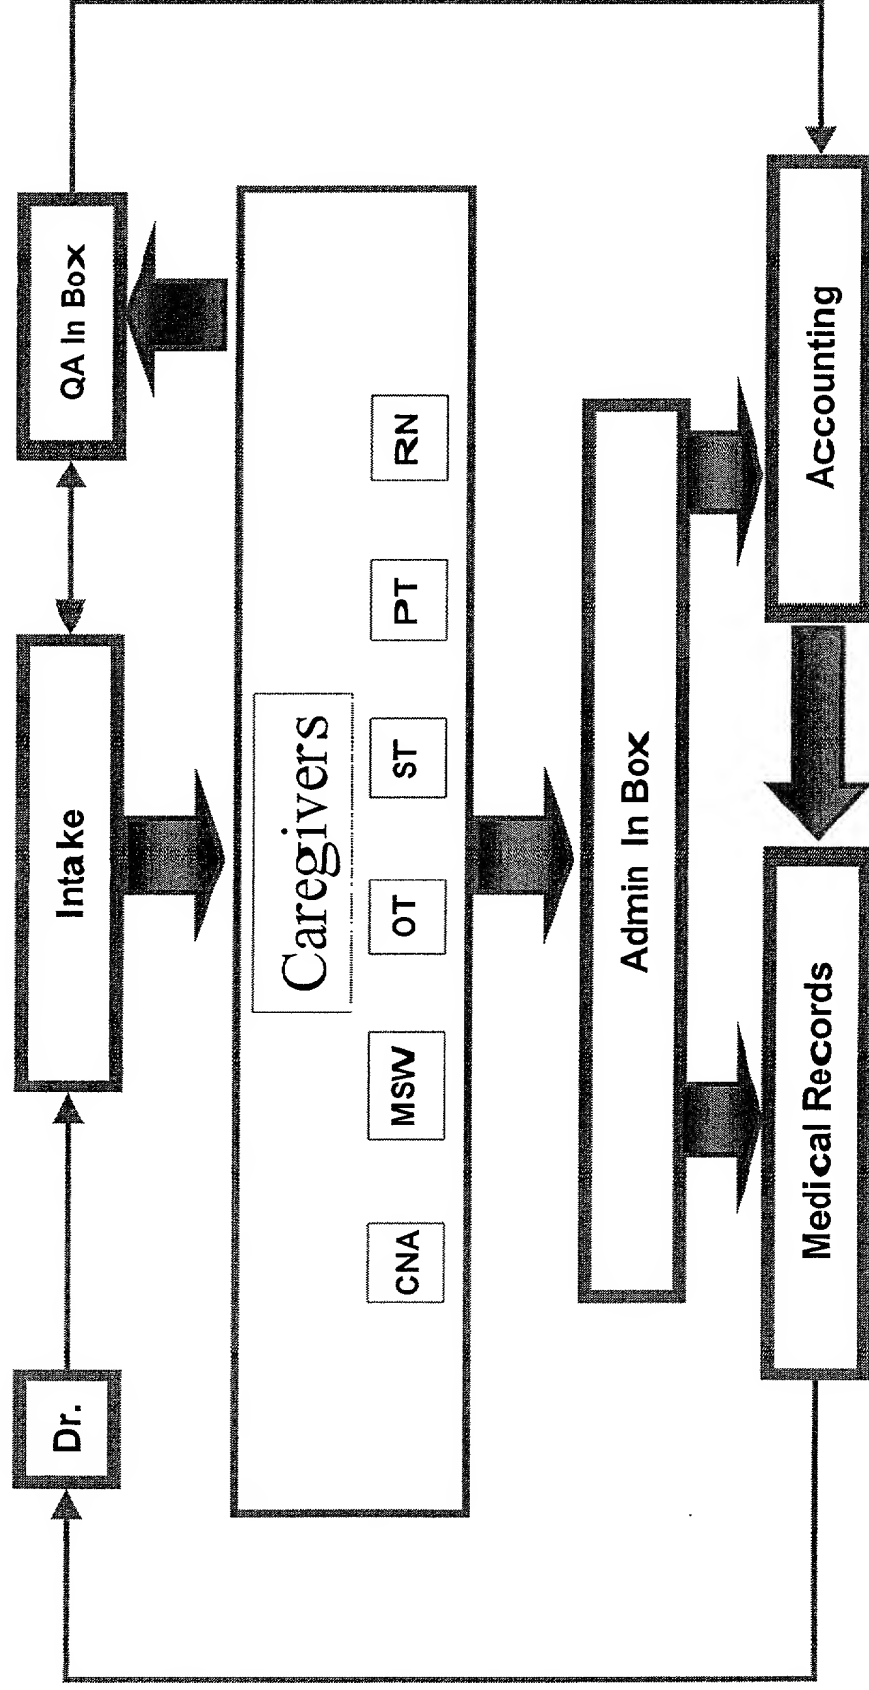 Dr.
Intake
QA In Box
Caregivers
CNA
MSW
OT
ST
PT
RN
Admin In Box
Medical Records
Accounting